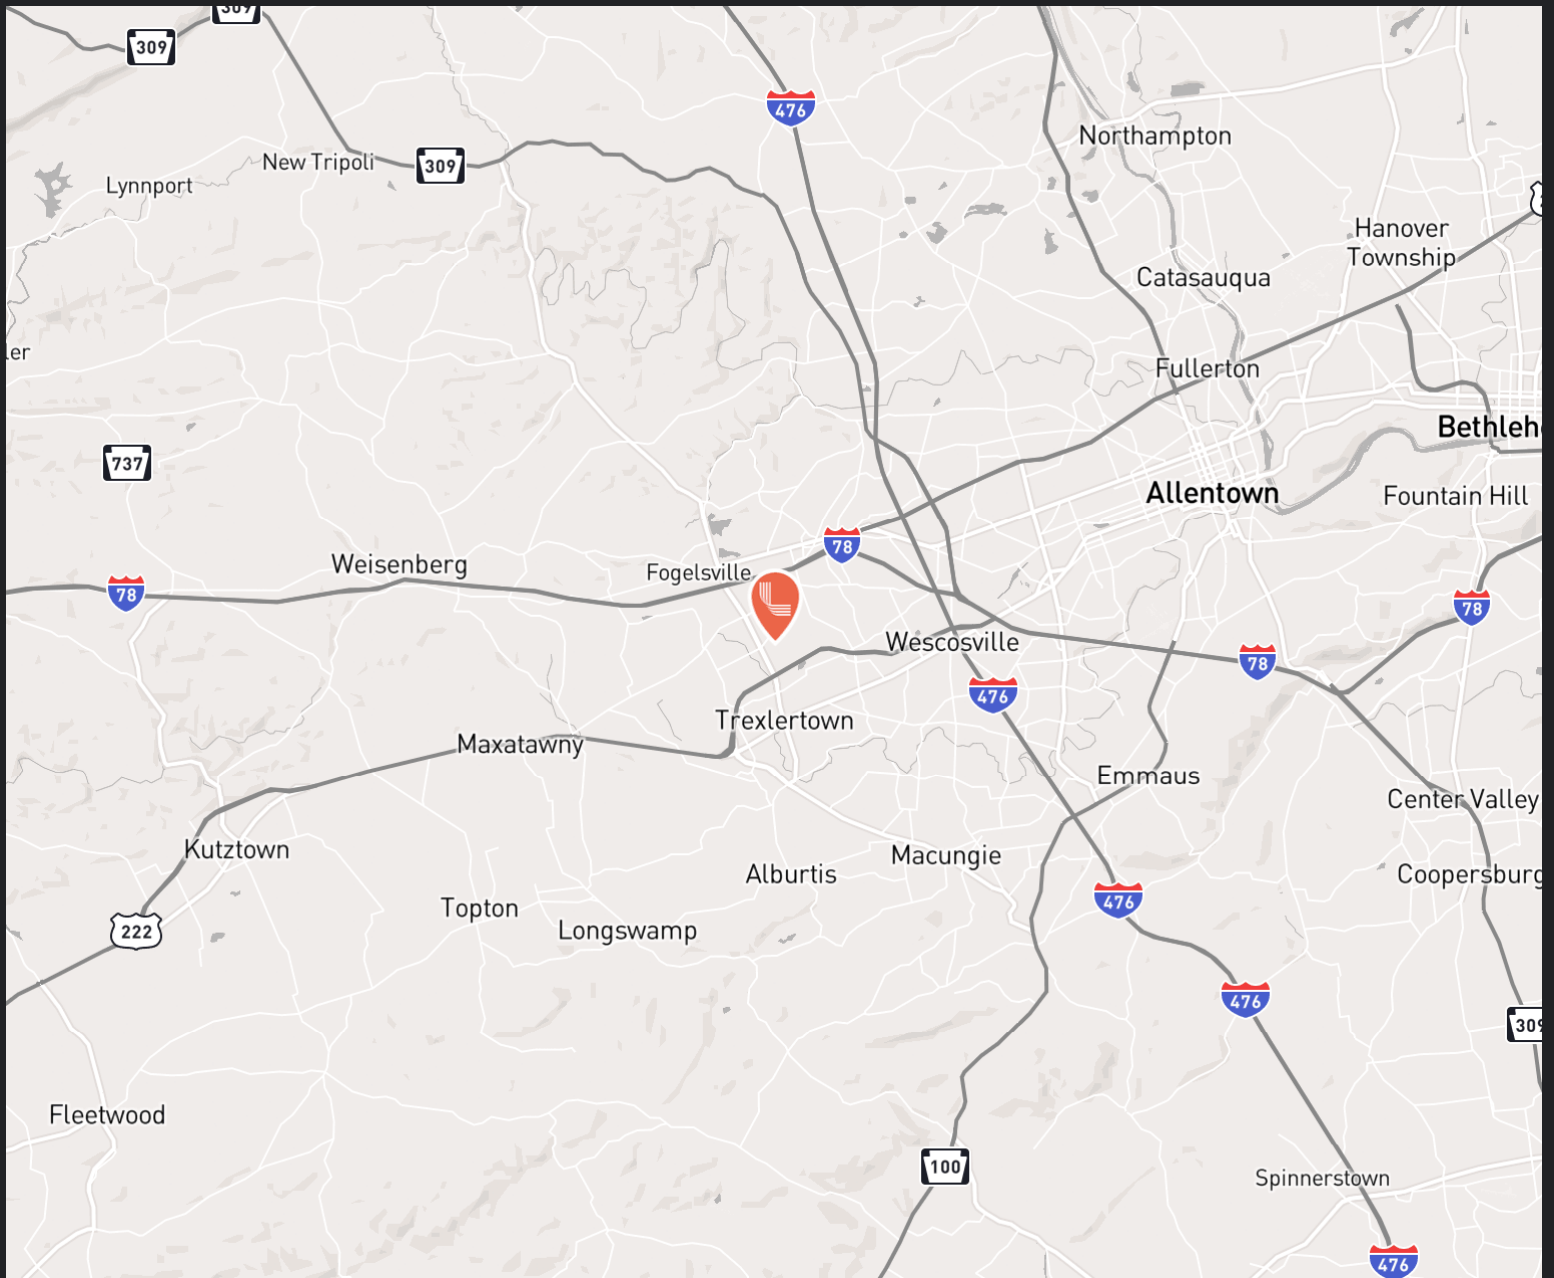 309
309
476
Northampton
New Tripoli
309
Lynnport
Hanover
Township
Catasauqua
ler
Fullerton
Bethleh
737
Allentown
Fountain Hill
78
Weisenberg
Fogelsville
78
78
Wescosville
78
476
Trexlertown
Maxatawny
Emmaus
Center Valley
Kutztown
Macungie
Alburtis
Coopersburg
476
Topton
Longswamp
222
476
309
Fleetwood
100
Spinnerstown
476